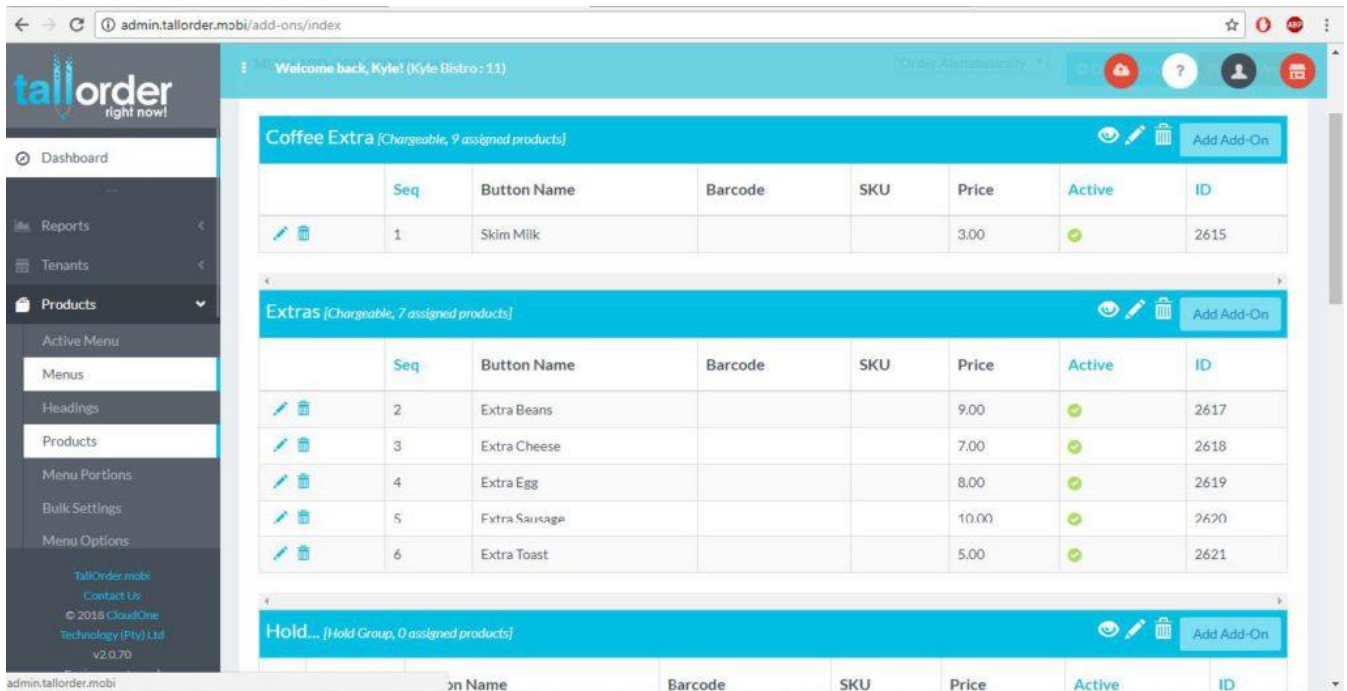 admin.tallorder.mobi/add-ons/index
ABP
tallorder
right now!
Welcome back, Kyle! (Kyle Bistro : 11)
Order Alphabetically
?
Dashboard
Reports
Tenants
Products
Active Menu
Menus
Headings
Products
Menu Portions
Bulk Settings
Menu Options
TallOrder.mobi
Contact Us
© 2018 CloudOne
Technology (Pty) Ltd
v2.0.70
admin.tallorder.mobi
Coffee Extra [Chargeable, 9 assigned products] Add Add-On
Seq Button Name Barcode SKU Price Active ID
1 Skim Milk 3.00 2615
Extras [Chargeable, 7 assigned products] Add Add-On
Seq Button Name Barcode SKU Price Active ID
2 Extra Beans 9.00 2617
3 Extra Cheese 7.00 2618
4 Extra Egg 8.00 2619
5 Extra Sausage 10.00 2620
6 Extra Toast 5.00 2621
Hold... [Hold Group, 0 assigned products] Add Add-On
on Name Barcode SKU Price Active ID